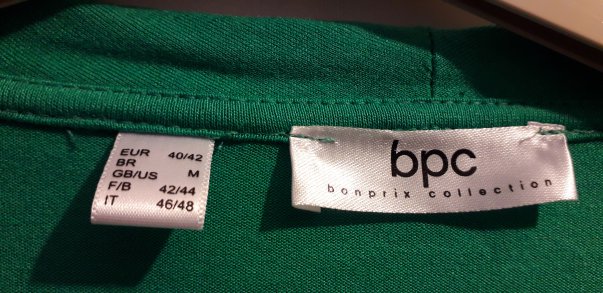 EUR 40/42
BR
GB/US M
F/B 42/44
IT 46/48
bpc
bonprix collection